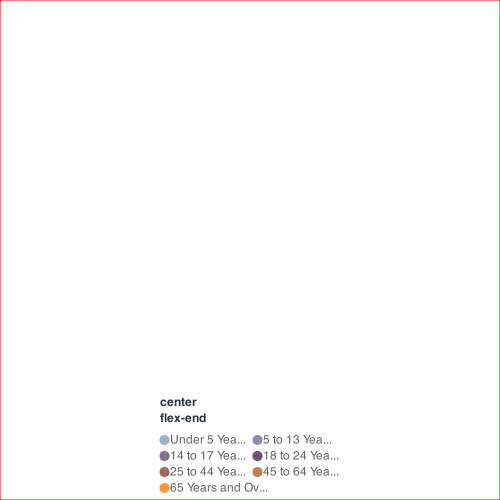 center
flex-end
Under 5 Yea... 5 to 13 Yea...
14 to 17 Yea... 18 to 24 Yea...
25 to 44 Yea... 45 to 64 Yea...
65 Years and Ov...